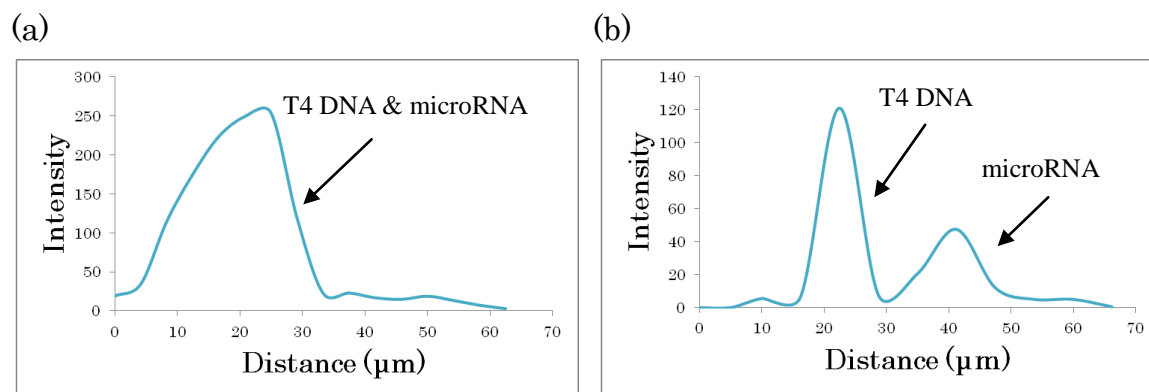 (a)
300
250
200
150
100
50
0
0 10 20 30 40 50 60 70
Intensity
Distance (µm)
T4 DNA & microRNA
(b)
140
120
100
80
60
40
20
0
0 10 20 30 40 50 60 70
Intensity
Distance (µm)
T4 DNA
microRNA